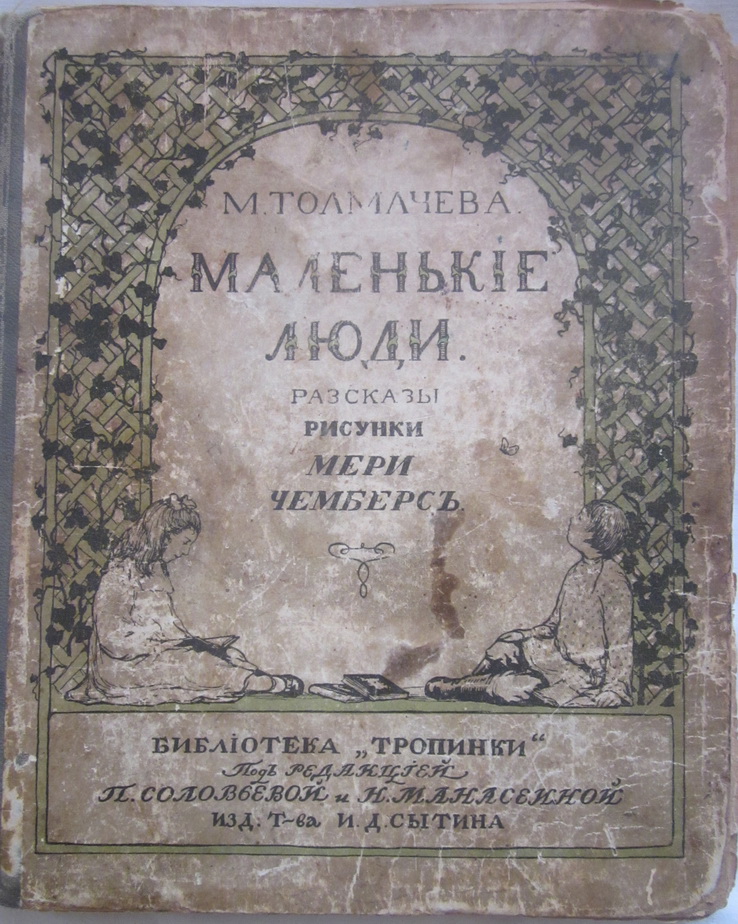 М. ТОЛМАЧЕВА.
МАЛЕНЬКІЕ
ЛЮДИ.
РАЗСКАЗЫ
РИСУНКИ
МЕРИ
ЧЕМБЕРСЪ.
БИБЛІОТЕКА „ТРОПИНКИ“
Подъ РЕДАКЦІЕЙ
П. СОЛОВЬЕВОЙ и Н. МАНАСЕИНОЙ
ИЗД. Т-ва И. Д. СЫТИНА